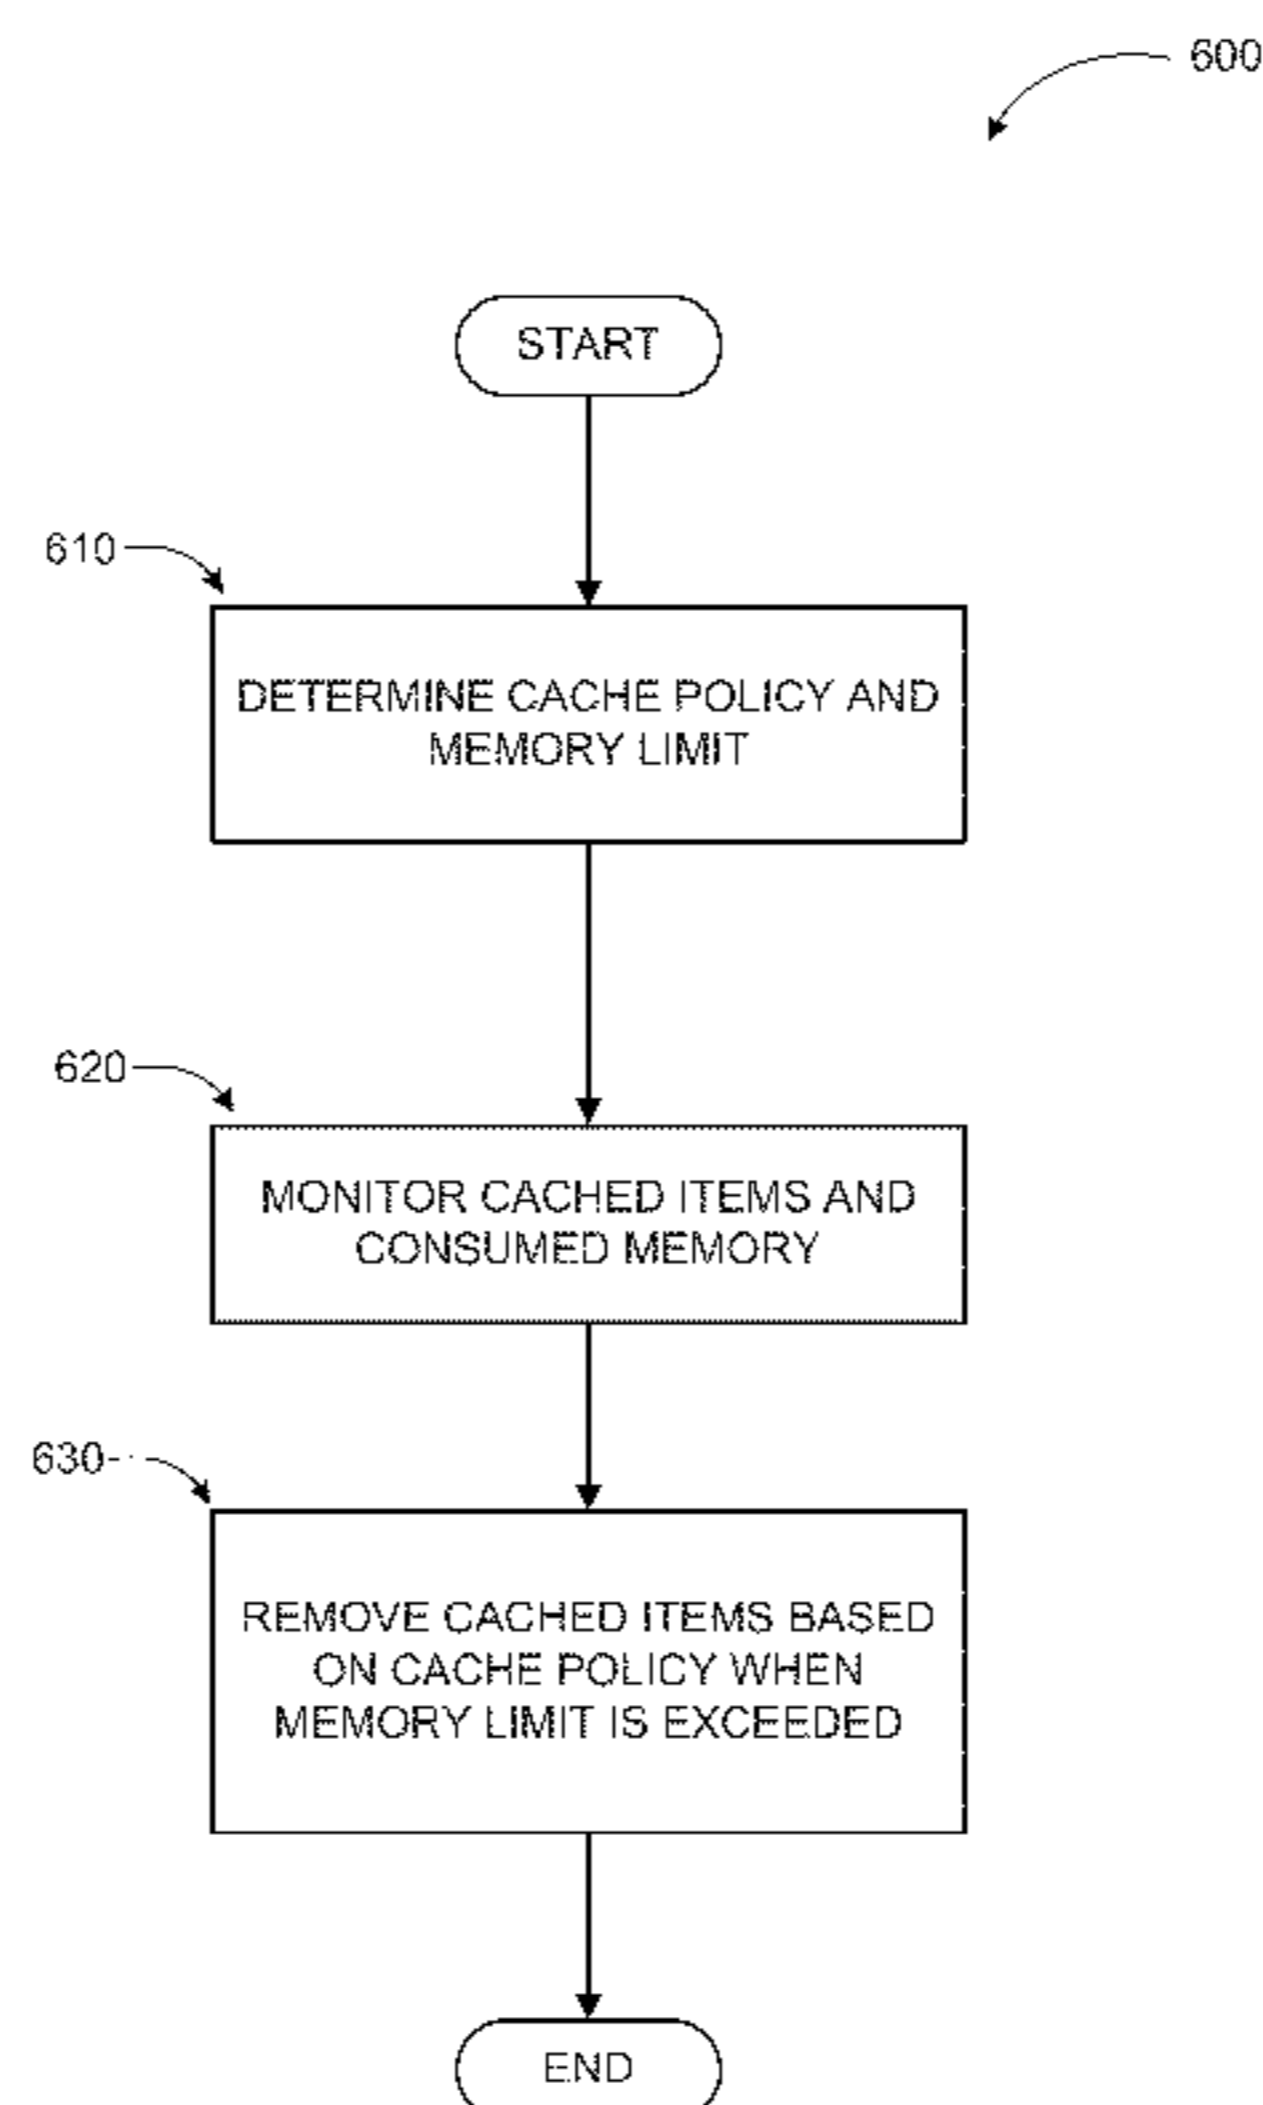 600
START
610
DETERMINE CACHE POLICY AND
MEMORY LIMIT
620
MONITOR CACHED ITEMS AND
CONSUMED MEMORY
630
REMOVE CACHED ITEMS BASED
ON CACHE POLICY WHEN
MEMORY LIMIT IS EXCEEDED
END